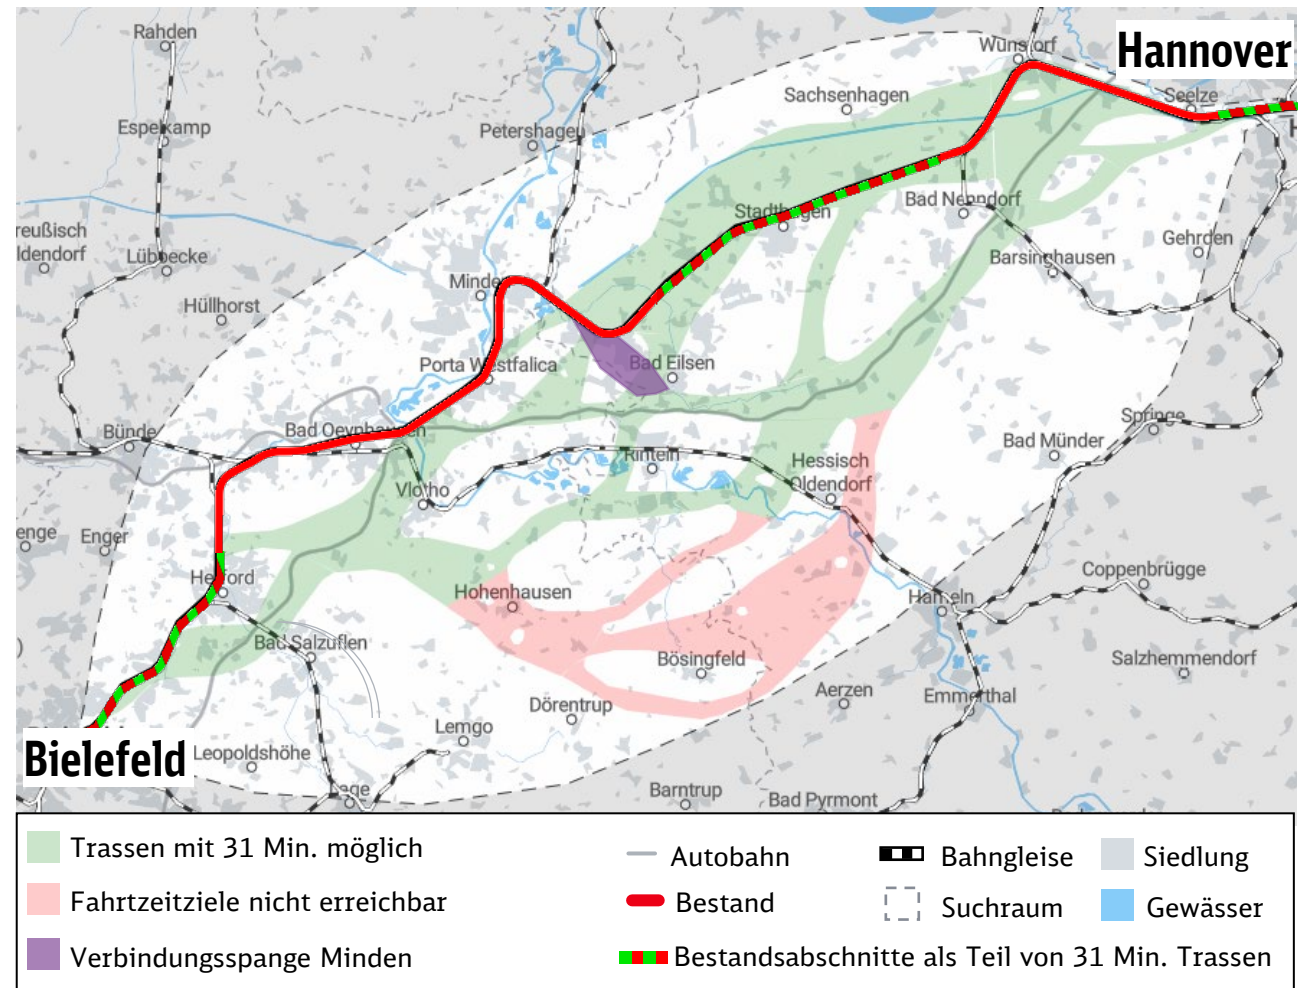 Rahden
Wunstorf
Hannover
Sachsenhagen
Seelze
Espelkamp
Petershagen
Stadthagen
Bad Nenndorf
reußisch
ldendorf
Lübbecke
Gehrden
Barsinghausen
Minden
Hüllhorst
Porta Westfalica
Bad Eilsen
Springe
Bünde
Bad Oeynhausen
Bad Münder
Rinteln
Hessisch
Oldendorf
Vlotho
enge
Enger
Coppenbrügge
Herford
Hohenhausen
Hameln
Bad Salzuflen
Bösingfeld
Salzhemmendorf
Aerzen
Emmerthal
Dörentrup
Lemgo
Bielefeld
Leopoldshöhe
age
Barntrup
Bad Pyrmont
Trassen mit 31 Min. möglich
Autobahn
Bahngleise
Siedlung
Fahrtzeitziele nicht erreichbar
Bestand
Suchraum
Gewässer
Verbindungsspange Minden
Bestandsabschnitte als Teil von 31 Min. Trassen